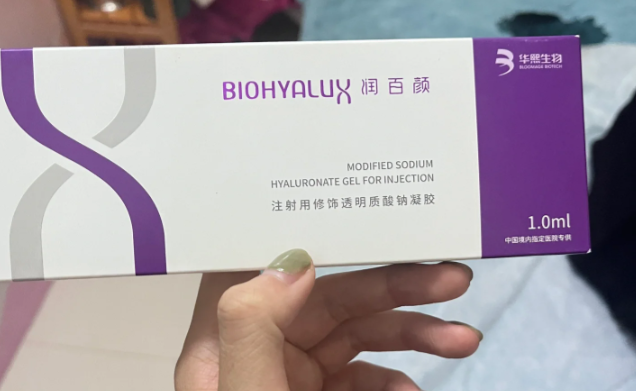 华熙生物
BLOOMAGE BIOTECH
BIOHYALUX 润百颜
MODIFIED SODIUM
HYALURONATE GEL FOR INJECTION
注射用修饰透明质酸钠凝胶
1.0ml
中国境内指定医院专供